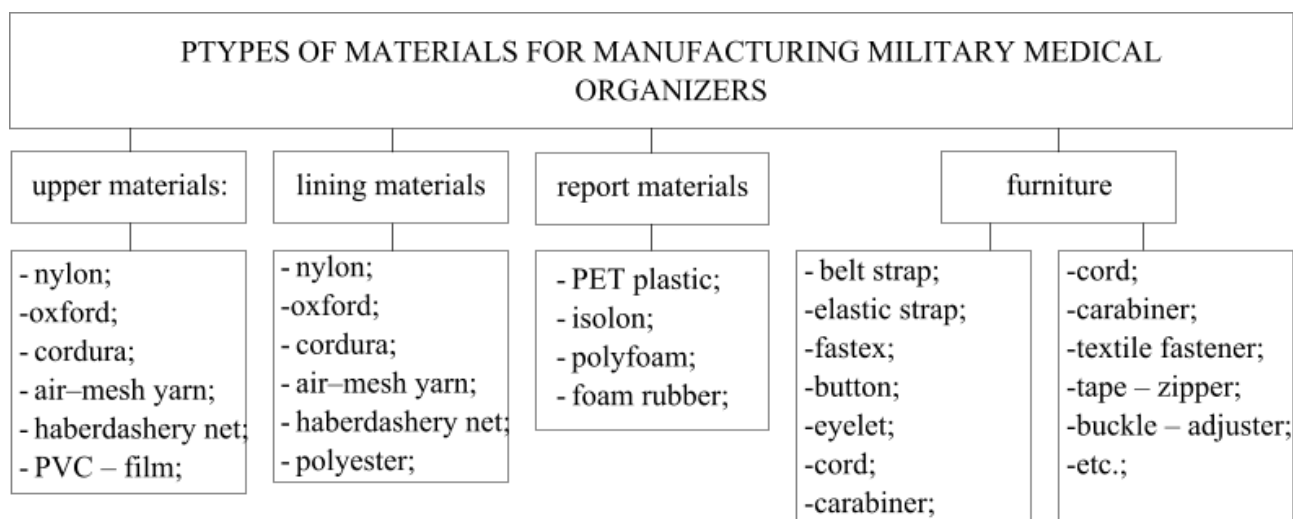 PTYPES OF MATERIALS FOR MANUFACTURING MILITARY MEDICAL
ORGANIZERS
upper materials:
- nylon;
-oxford;
- cordura;
- air–mesh yarn;
- haberdashery net;
- PVC – film;
lining materials
- nylon;
-oxford;
- cordura;
- air–mesh yarn;
- haberdashery net;
- polyester;
report materials
- PET plastic;
- isolon;
- polyfoam;
- foam rubber;
furniture
- belt strap;
-elastic strap;
-fastex;
-button;
-eyelet;
-cord;
-carabiner;
-cord;
-carabiner;
-textile fastener;
-tape – zipper;
-buckle – adjuster;
-etc.;